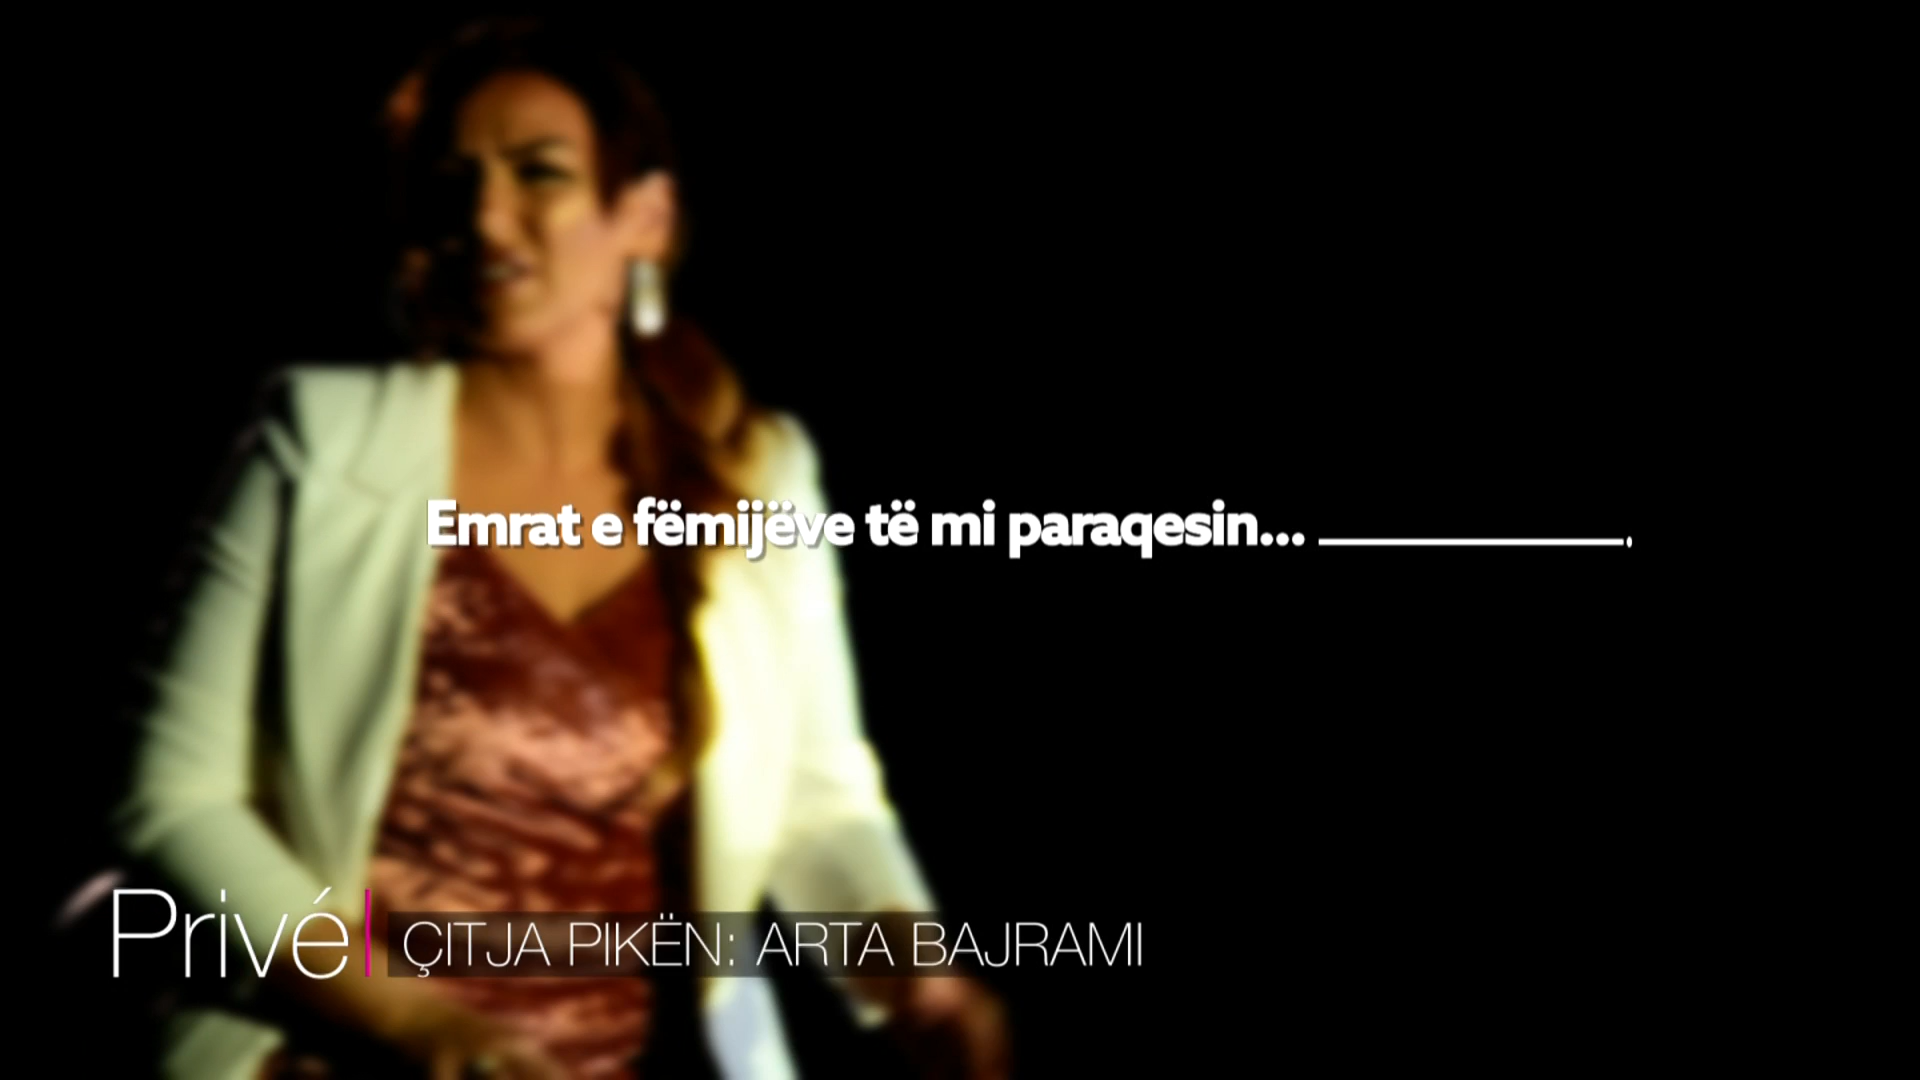 Emrat e fëmijëve të mi paraqesin... ____________.
Privé| ÇITJA PIKËN: ARTA BAJRAMI